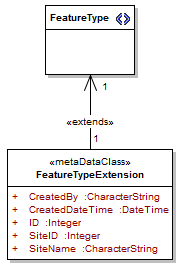 FeatureType
1
«extends»
1
«metaDataClass»
FeatureTypeExtension
+ CreatedBy :CharacterString
+ CreatedDateTime :DateTime
+ ID :Integer
+ SiteID :Integer
+ SiteName :CharacterString